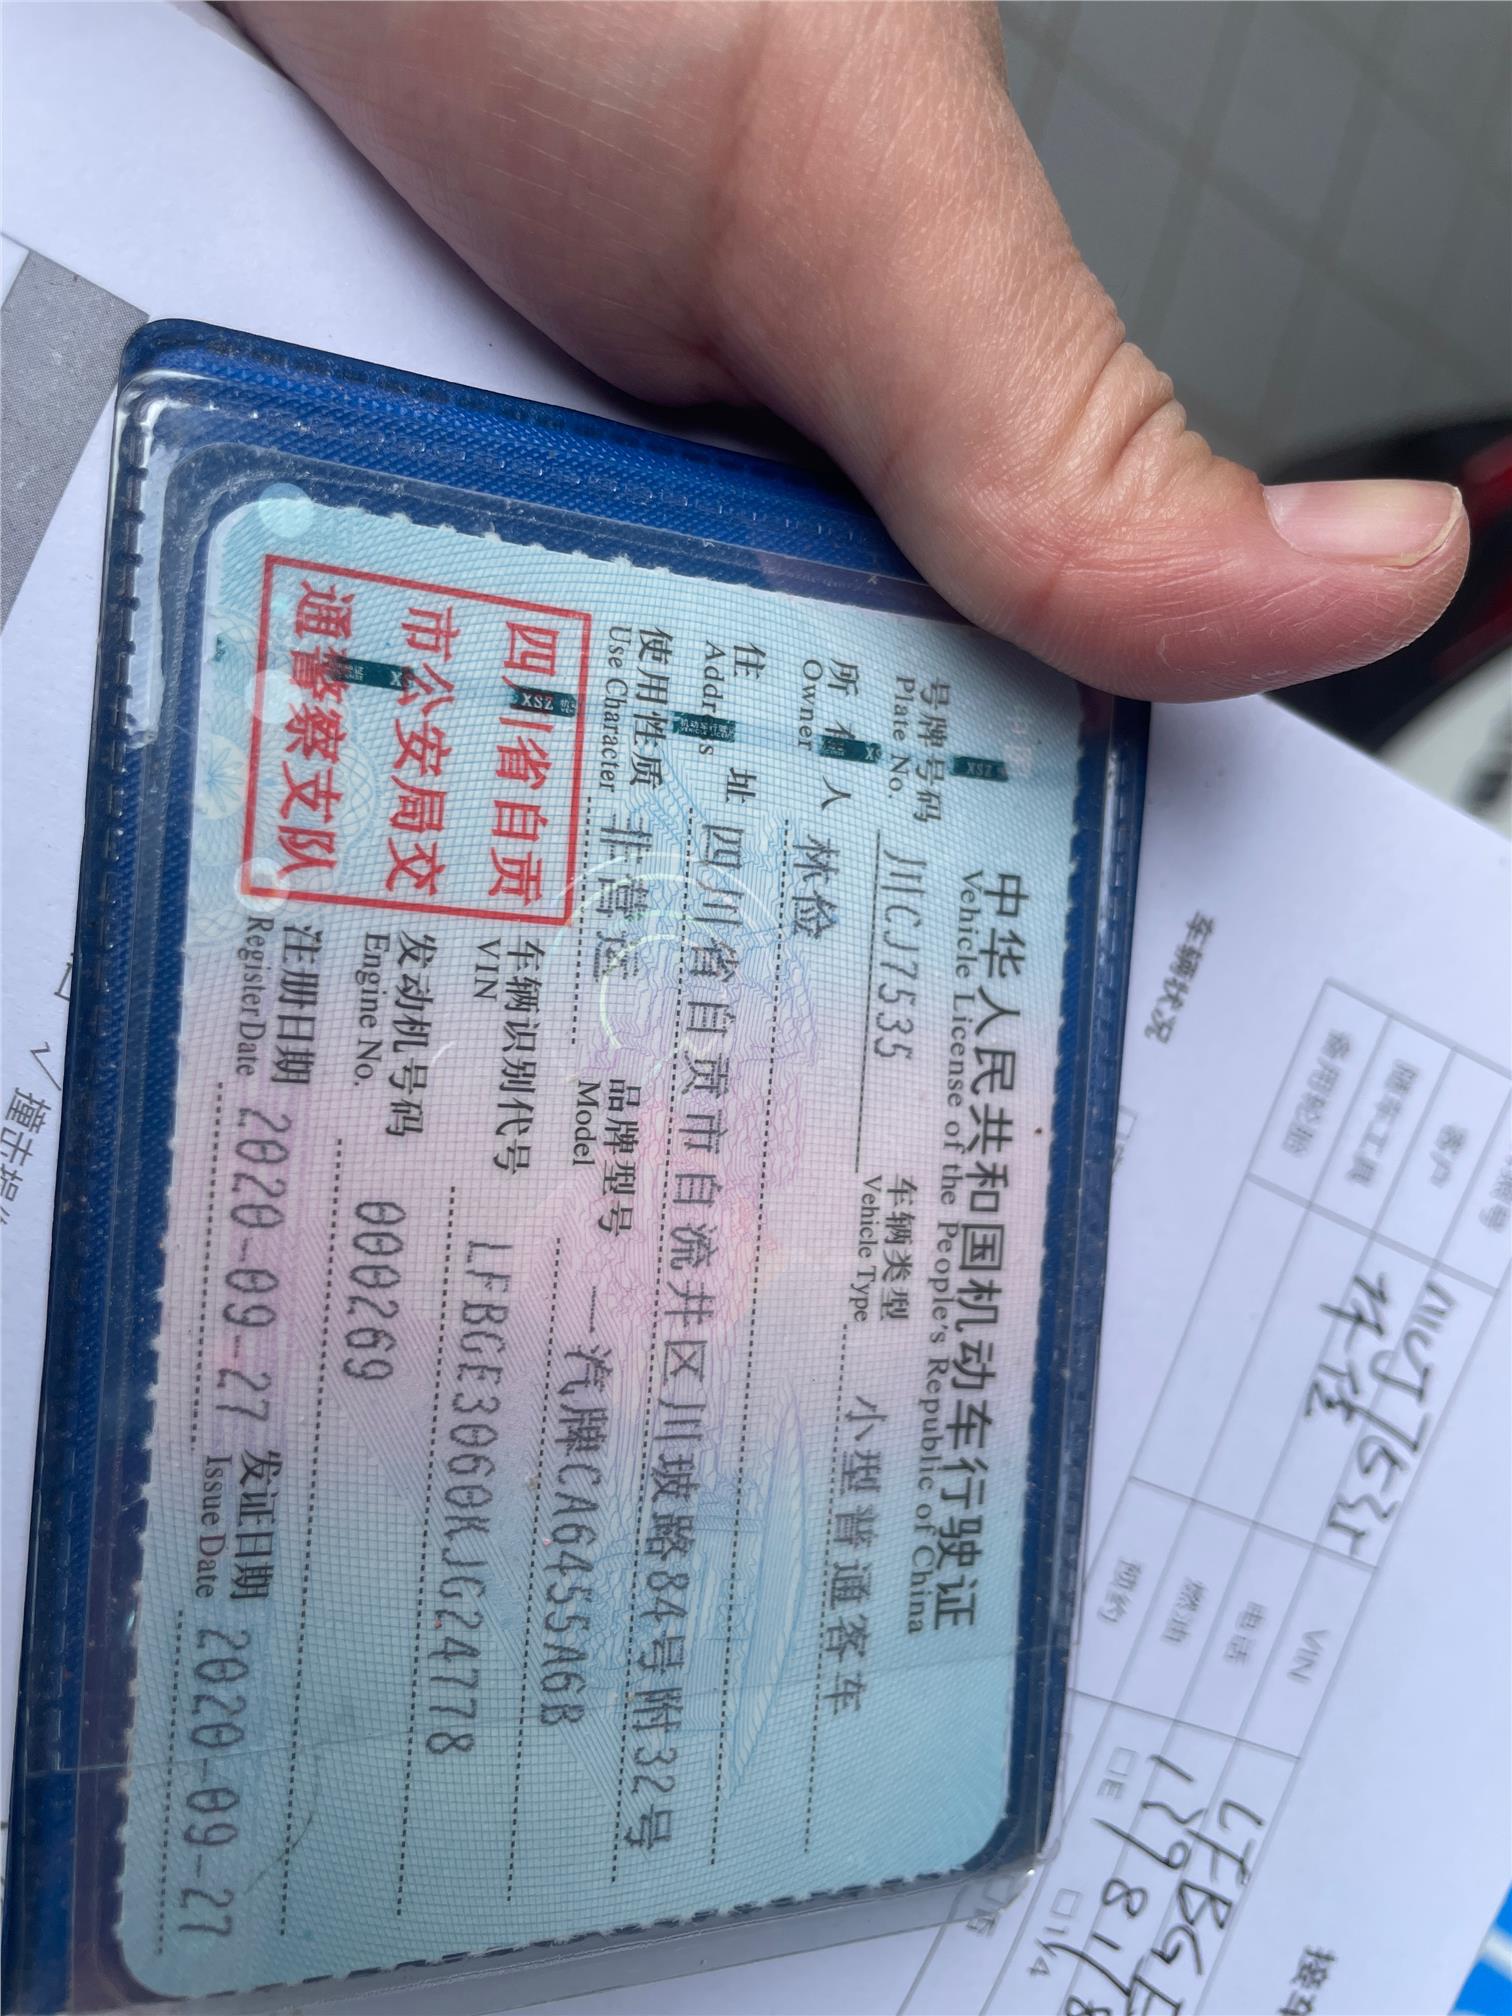 中华人民共和国机动车行驶证
Vehicle License of the People's Republic of China
号牌号码
Plate No.
川CJ7535
车辆类型
Vehicle Type
小型普通客车
所 有 人
Owner
林俭
住 址
四川省自贡市自流井区川玻路84号附32号
使用性质
Use Character
非营运
品牌型号
Model
一汽牌CA6455A6B
四川省自贡
市公安局交
通警察支队
车辆识别代号
VIN
LFBGE3060KJG24778
发动机号码
Engine No.
000269
注册日期
Register Date
2020-09-27
发证日期
Issue Date
2020-09-27
车辆状况
客户
随车工具
备用轮胎
VIN
电话
燃油
预约
□E
□1/4